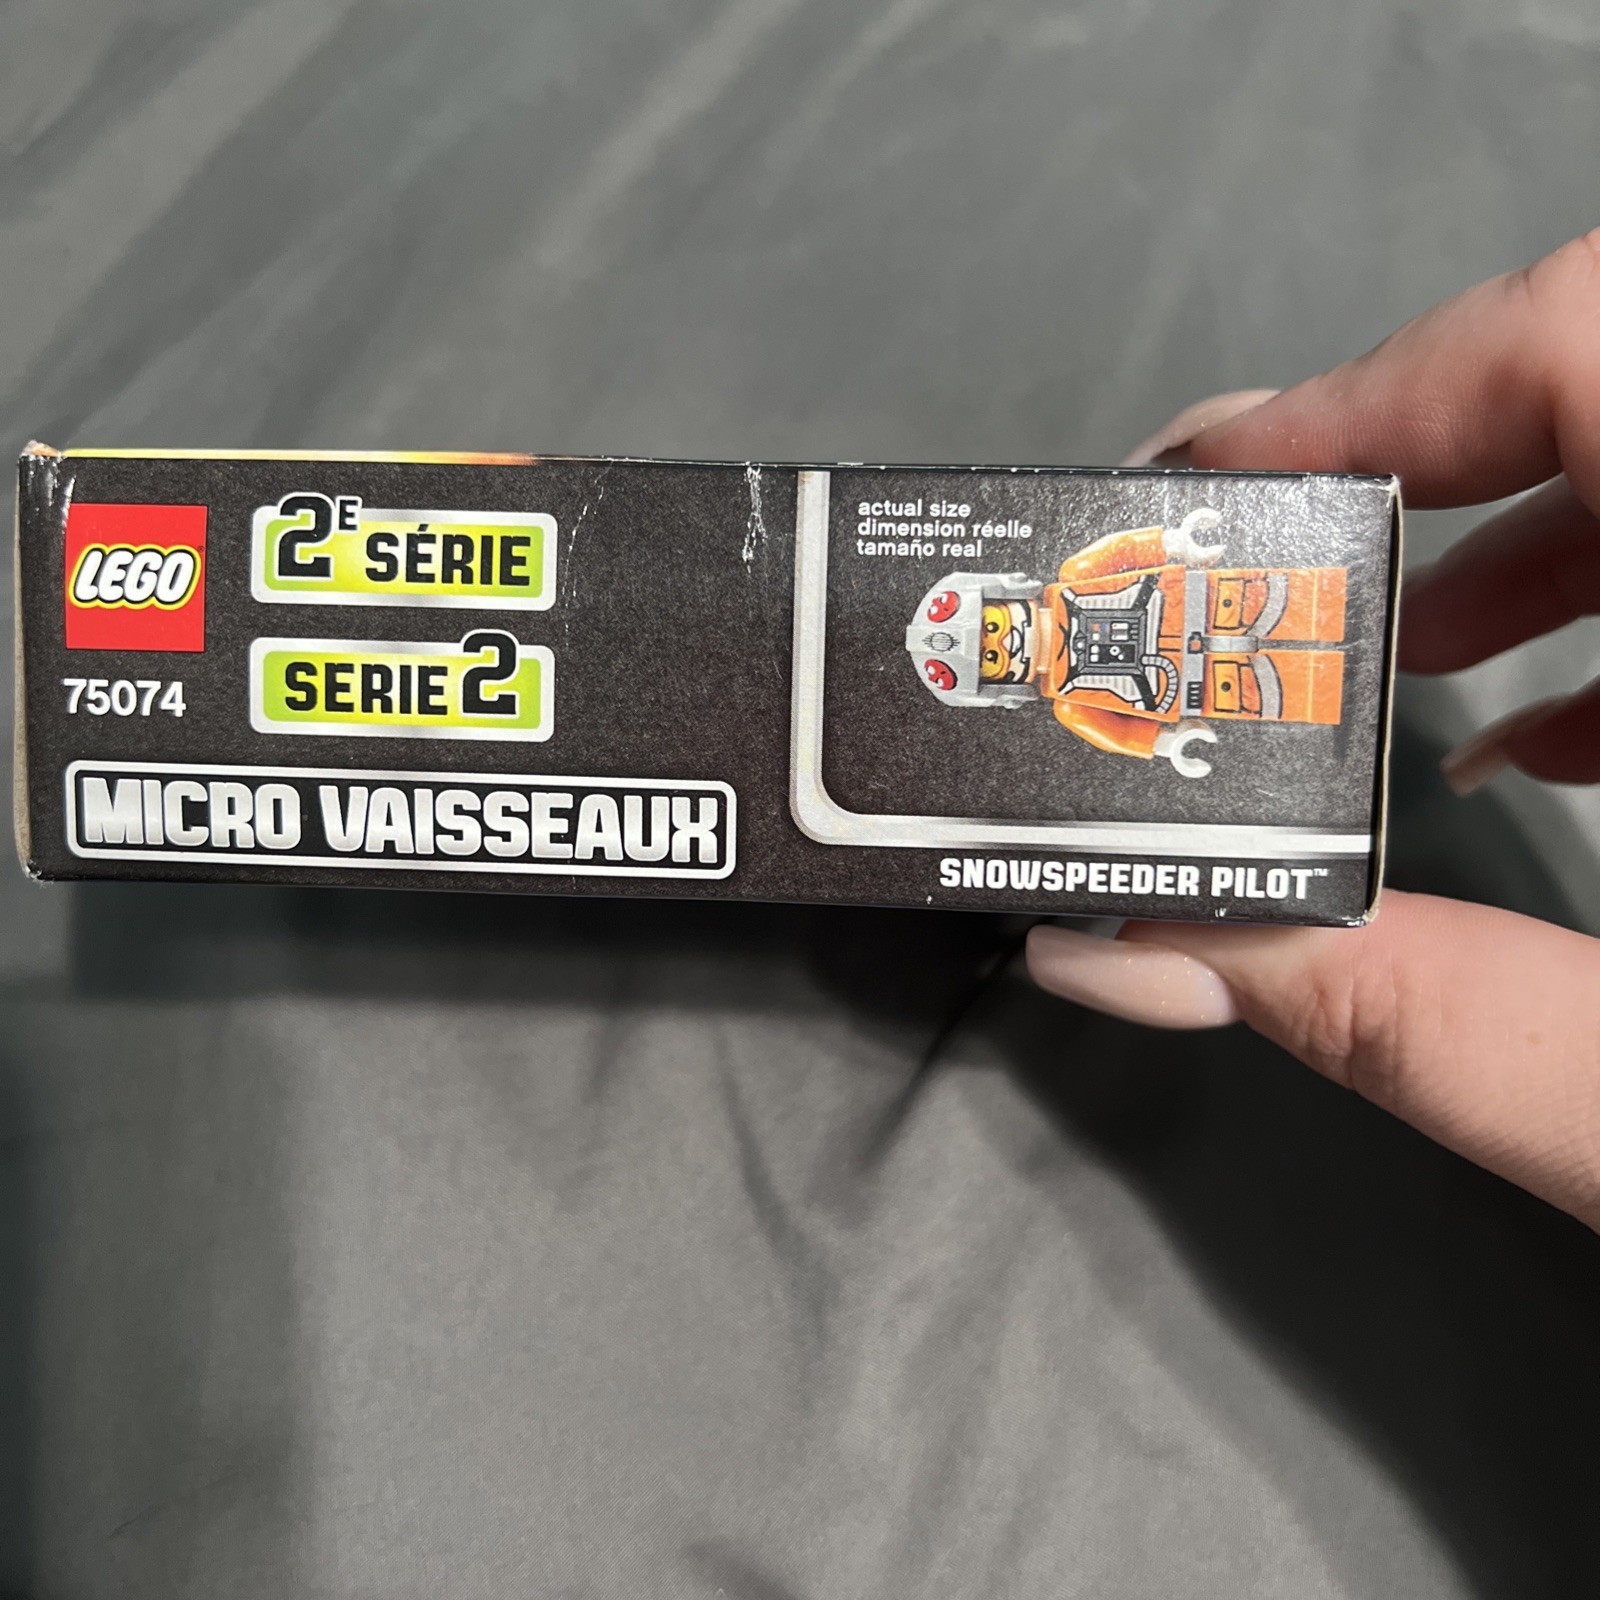 LEGO
2E SÉRIE
SERIE 2
75074
MICRO VAISSEAUX
actual size
dimension réelle
tamaño real
SNOWSPEEDER PILOT™